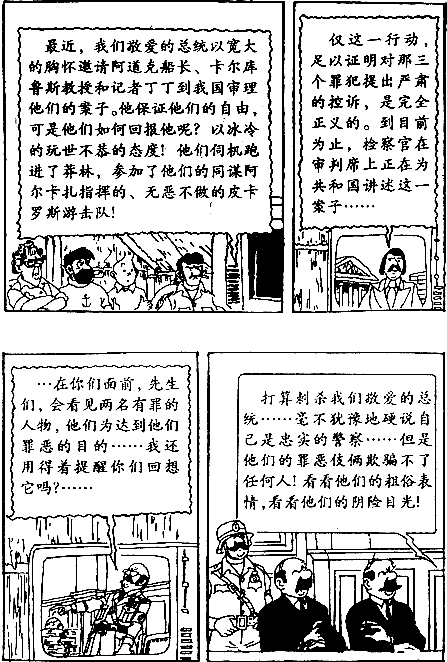 最近，我们敬爱的总统以宽大
的胸怀邀请阿道克船长、卡尔库
鲁斯教授和记者丁丁到我国审理
他们的案子。他保证他们的自由，
可是他们如何回报他呢？以冰冷
的玩世不恭的态度！他们伺机跑
进了莽林，参加了他们的同谋阿
尔卡扎指挥的、无恶不做的皮卡
罗斯游击队！
仅这一行动，
足以证明对那三
个罪犯提出严肃
的控诉，是完全
正义的。到目前
为止，检察官在
审判席上正在为
共和国讲述这一
案子……
…在你们面前，先生
们，会看见两名有罪的
人物，他们为达到他们
罪恶的目的……我还
用得着提醒你们回想
它吗？……
打算刺杀我们敬爱的总
统……毫不犹豫地硬说自
己是忠实的警察……但是
他们的罪恶伎俩欺骗不了
任何人！看看他们的粗俗表
情，看看他们的阴险目光！